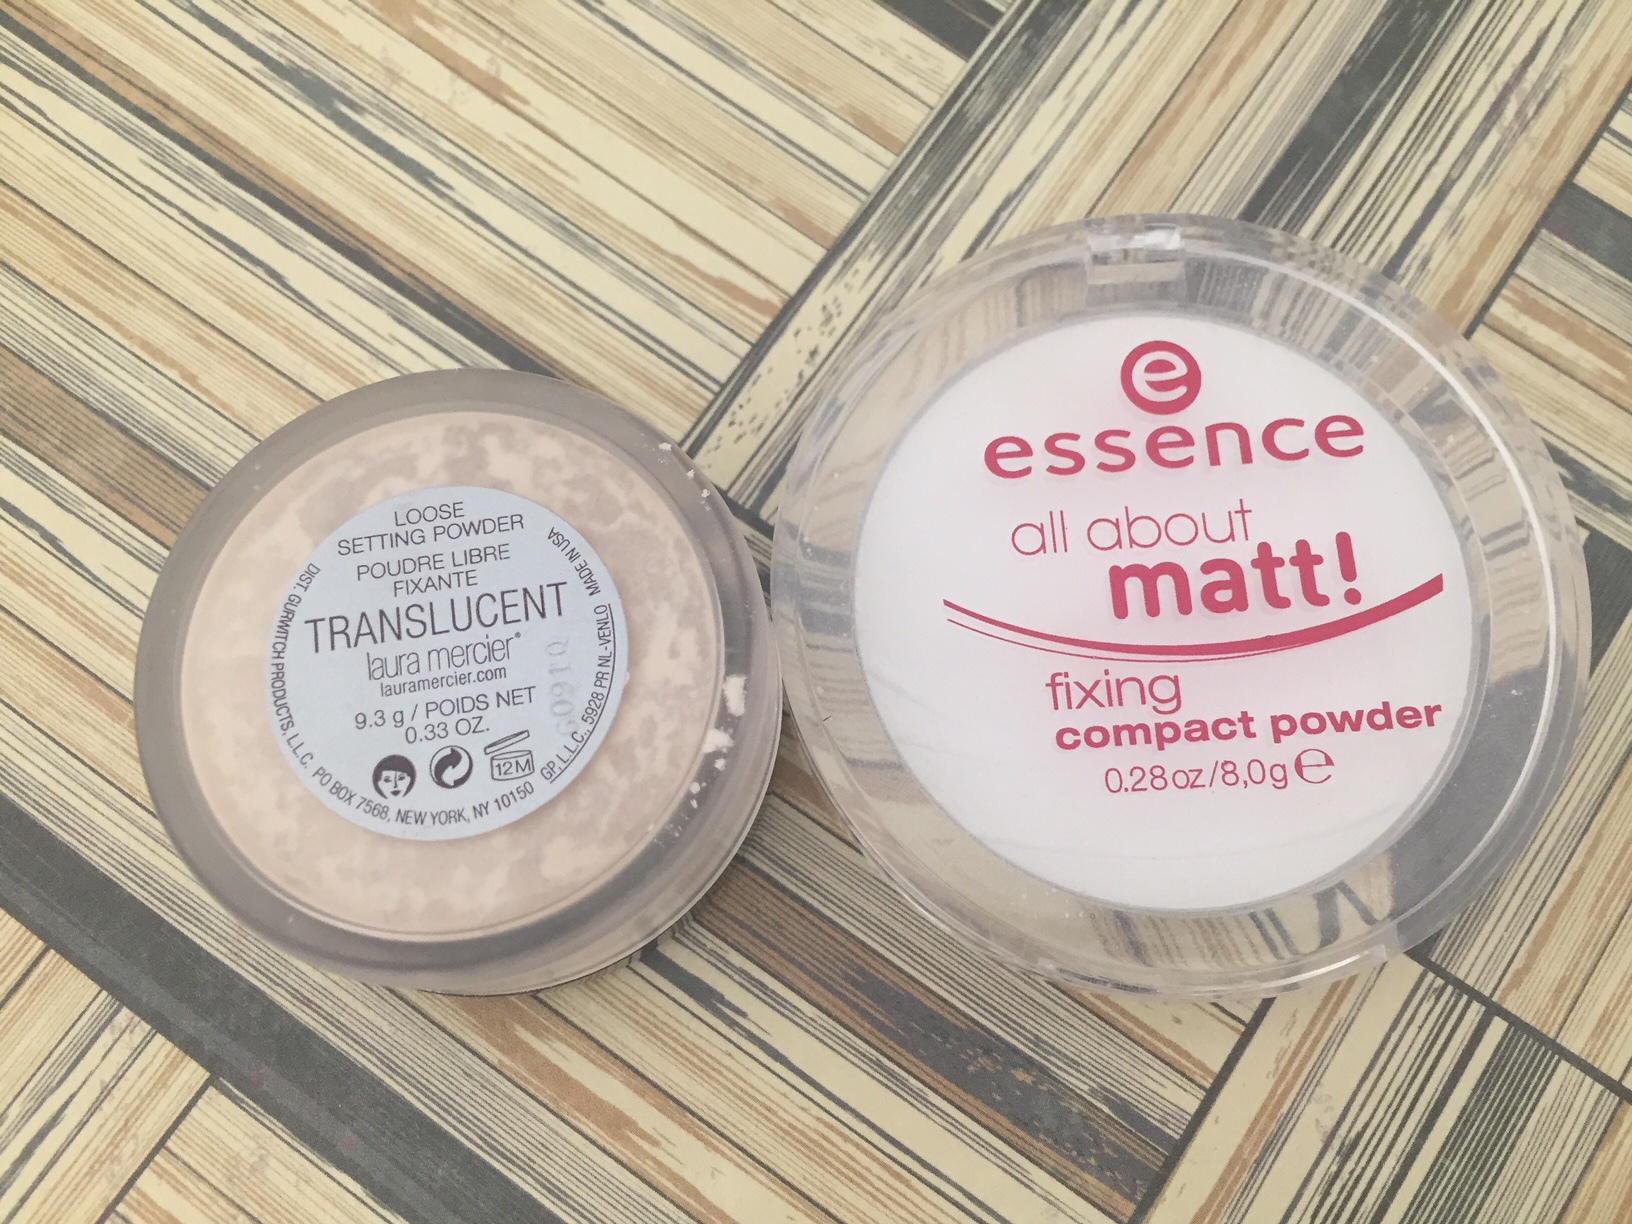 LOOSE
SETTING POWDER
POUDRE LIBRE
FIXANTE
TRANSLUCENT
laura mercier®
lauramercier.com
9.3 g / POIDS NET
0.33 OZ.
12M
DIST. GURWITCH PRODUCTS, L.L.C. PO BOX 7568, NEW YORK, NY 10150
GP, L.L.C., 5928 PR NL-VENLO MADE IN USA
e
essence
all about
matt!
fixing
compact powder
0.28oz/8,0g ℮